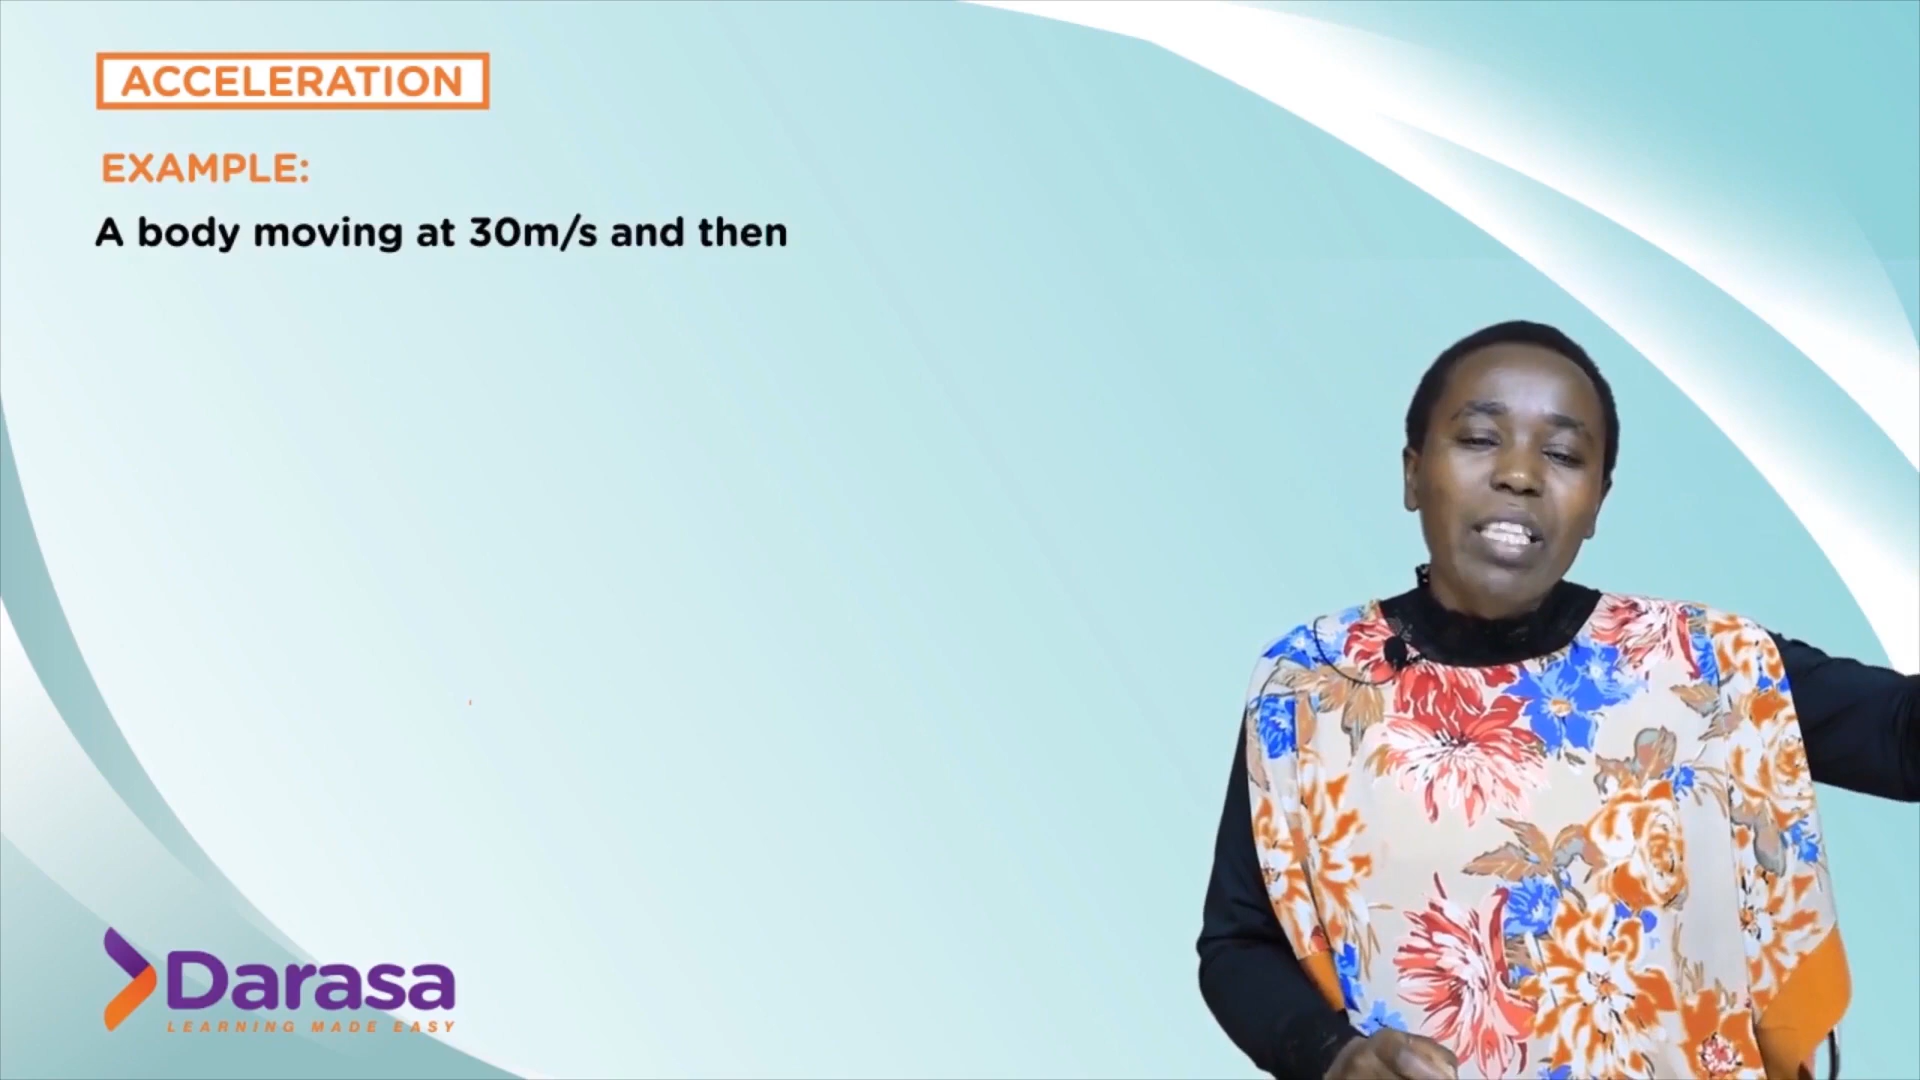 ACCELERATION
EXAMPLE:
A body moving at 30m/s and then
Darasa
LEARNING MADE EASY